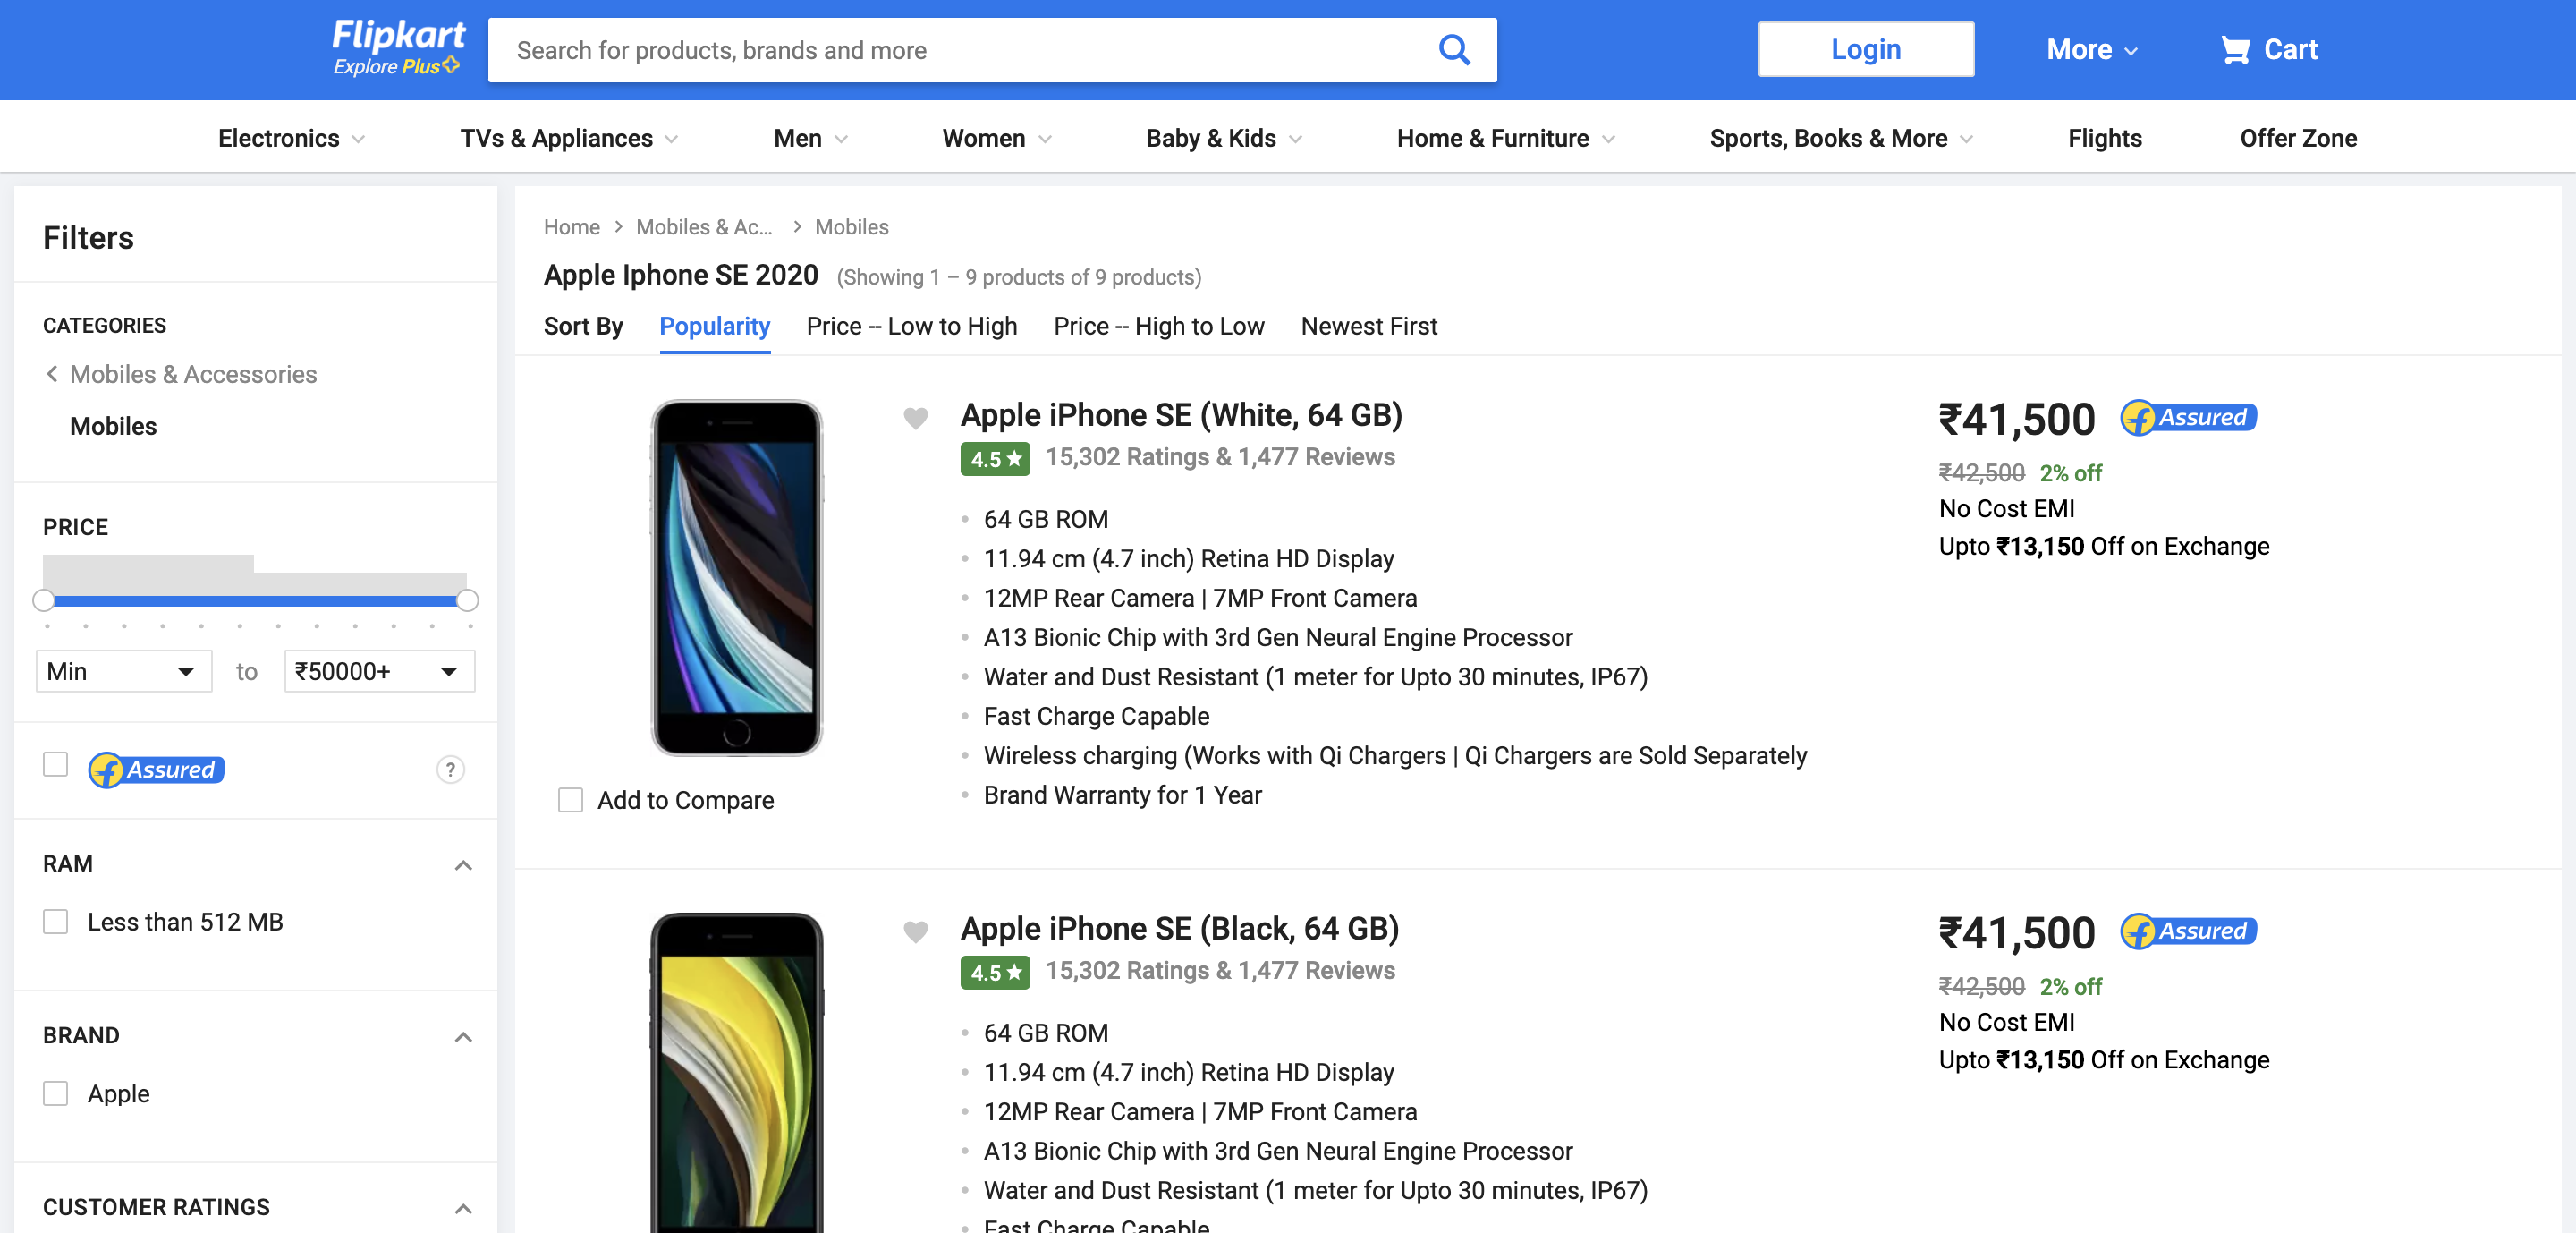 Flipkart
Explore Plus
Search for products, brands and more
Login
More
Cart
Electronics
TVs & Appliances
Men
Women
Baby & Kids
Home & Furniture
Sports, Books & More
Flights
Offer Zone
Filters
CATEGORIES
Mobiles & Accessories
Mobiles
PRICE
Min
to
₹50000+
f Assured
?
RAM
Less than 512 MB
BRAND
Apple
CUSTOMER RATINGS
Home > Mobiles & Ac... > Mobiles
Apple Iphone SE 2020 (Showing 1 – 9 products of 9 products)
Sort By Popularity Price -- Low to High Price -- High to Low Newest First
Apple iPhone SE (White, 64 GB)
4.5★ 15,302 Ratings & 1,477 Reviews
64 GB ROM
11.94 cm (4.7 inch) Retina HD Display
12MP Rear Camera | 7MP Front Camera
A13 Bionic Chip with 3rd Gen Neural Engine Processor
Water and Dust Resistant (1 meter for Upto 30 minutes, IP67)
Fast Charge Capable
Wireless charging (Works with Qi Chargers | Qi Chargers are Sold Separately
Brand Warranty for 1 Year
Add to Compare
₹41,500 f Assured
₹42,500 2% off
No Cost EMI
Upto ₹13,150 Off on Exchange
Apple iPhone SE (Black, 64 GB)
4.5★ 15,302 Ratings & 1,477 Reviews
64 GB ROM
11.94 cm (4.7 inch) Retina HD Display
12MP Rear Camera | 7MP Front Camera
A13 Bionic Chip with 3rd Gen Neural Engine Processor
Water and Dust Resistant (1 meter for Upto 30 minutes, IP67)
Fast Charge Capable
₹41,500 f Assured
₹42,500 2% off
No Cost EMI
Upto ₹13,150 Off on Exchange